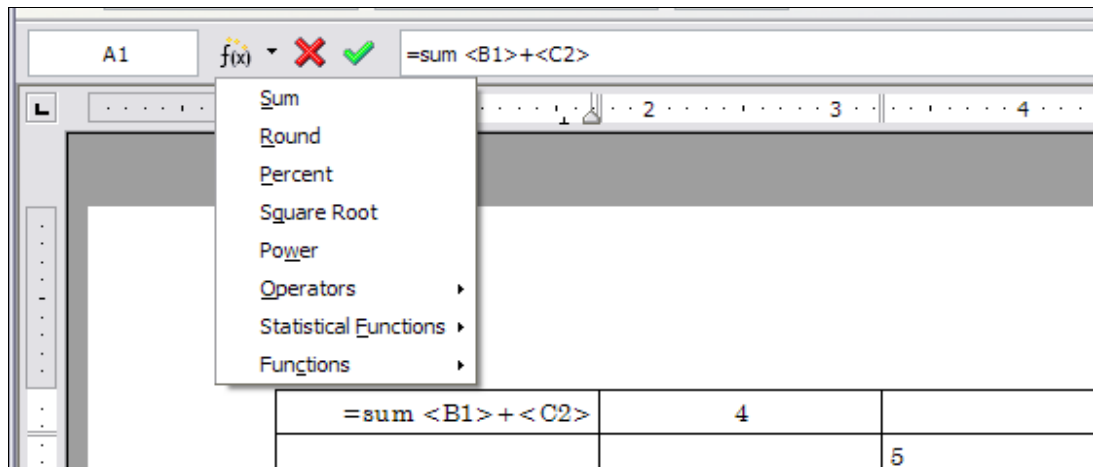 A1 f(x) =sum <B1>+<C2>
Sum
2 3 4
Round
Percent
Square Root
Power
Operators
Statistical Functions
Functions
=sum <B1>+<C2> 4
5